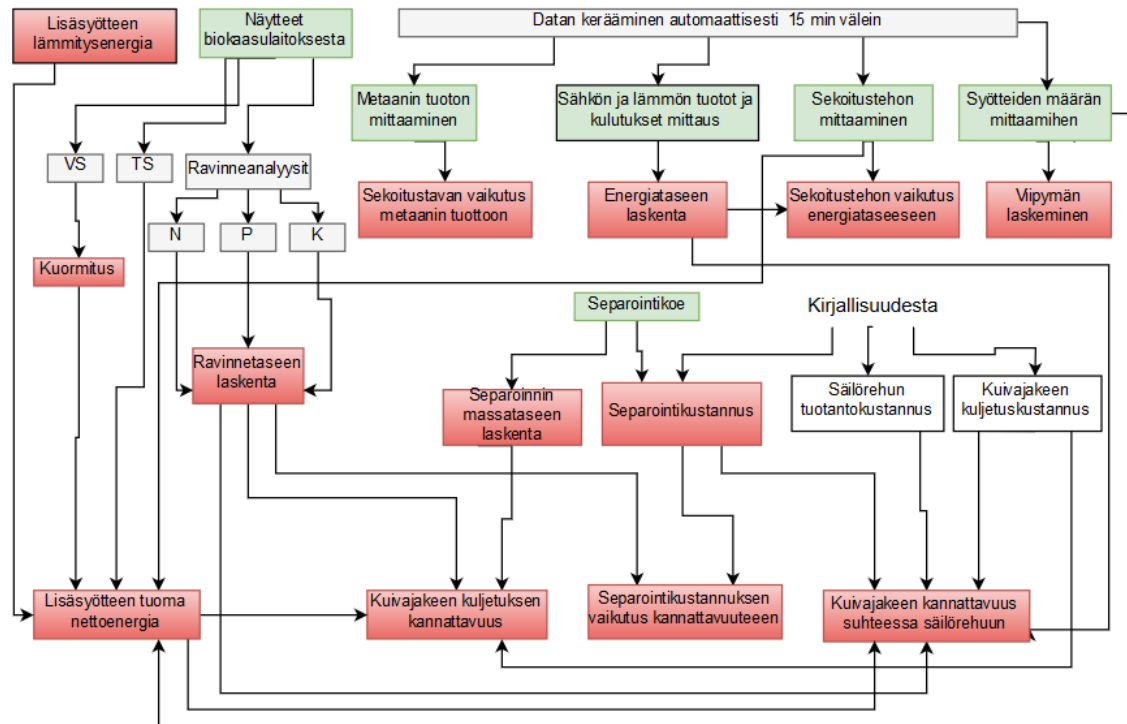 Lisäsyötteen
lämmitysenergia
Näytteet
biokaasulaitoksesta
Datan kerääminen automaattisesti 15 min välein
Metaanin tuoton
mittaaminen
Sähkön ja lämmön tuotot ja
kulutukset mittaus
Sekoitustehon
mittaaminen
Syötteiden määrän
mittaamihen
VS
TS
Ravinneanalyysit
Sekoitustavan vaikutus
metaanin tuottoon
Energiataseen
laskenta
Sekoitustehon vaikutus
energiataseeseen
Viipymän
laskeminen
N
P
K
Kuormitus
Separointikoe
Kirjallisuudesta
Ravinnetaseen
laskenta
Separoinnin
massataseen
laskenta
Separointikustannus
Säilörehun
tuotantokustannus
Kuivajakeen
kuljetuskustannus
Lisäsyötteen tuoma
nettoenergia
Kuivajakeen kuljetuksen
kannattavuus
Separointikustannuksen
vaikutus kannattavuuteeen
Kuivajakeen kannattavuus
suhteessa säilörehuun